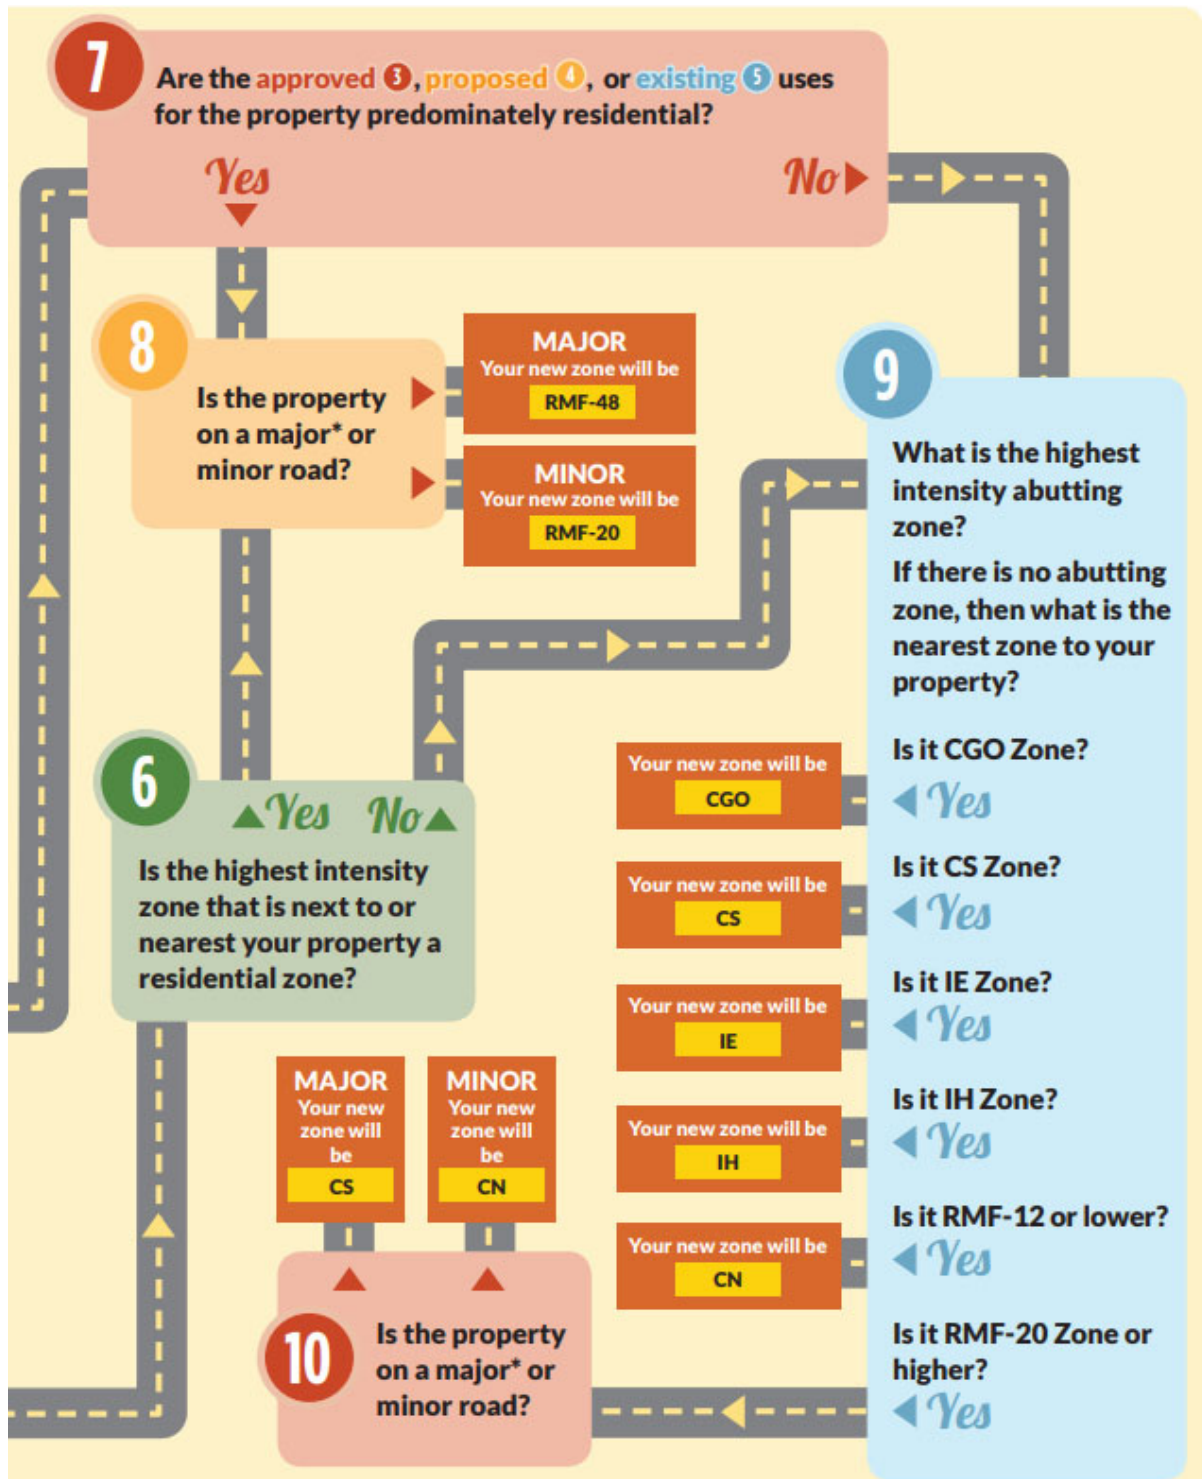 7
Are the approved 3, proposed 4, or existing 5 uses
for the property predominately residential?
Yes
No
8
Is the property
on a major* or
minor road?
MAJOR
Your new zone will be
RMF-48
MINOR
Your new zone will be
RMF-20
9
What is the highest
intensity abutting
zone?
If there is no abutting
zone, then what is the
nearest zone to your
property?
Is it CGO Zone?
Yes
Your new zone will be
CGO
Is it CS Zone?
Yes
Your new zone will be
CS
Is it IE Zone?
Yes
Your new zone will be
IE
Is it IH Zone?
Yes
Your new zone will be
IH
Is it RMF-12 or lower?
Yes
Your new zone will be
CN
Is it RMF-20 Zone or
higher?
Yes
6
Yes No
Is the highest intensity
zone that is next to or
nearest your property a
residential zone?
MAJOR
Your new
zone will
be
CS
MINOR
Your new
zone will
be
CN
10
Is the property
on a major* or
minor road?